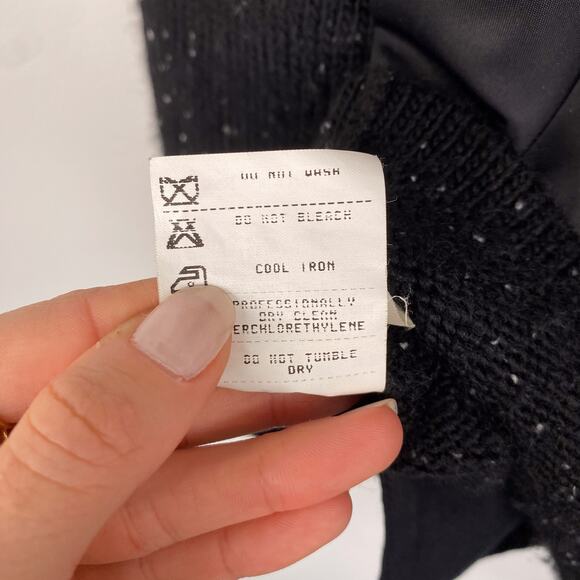 DO NOT WASH
DO NOT BLEACH
COOL IRON
PROFESSIONALLY
DRY CLEAN
ERCHLORETHYLENE
DO NOT TUMBLE
DRY